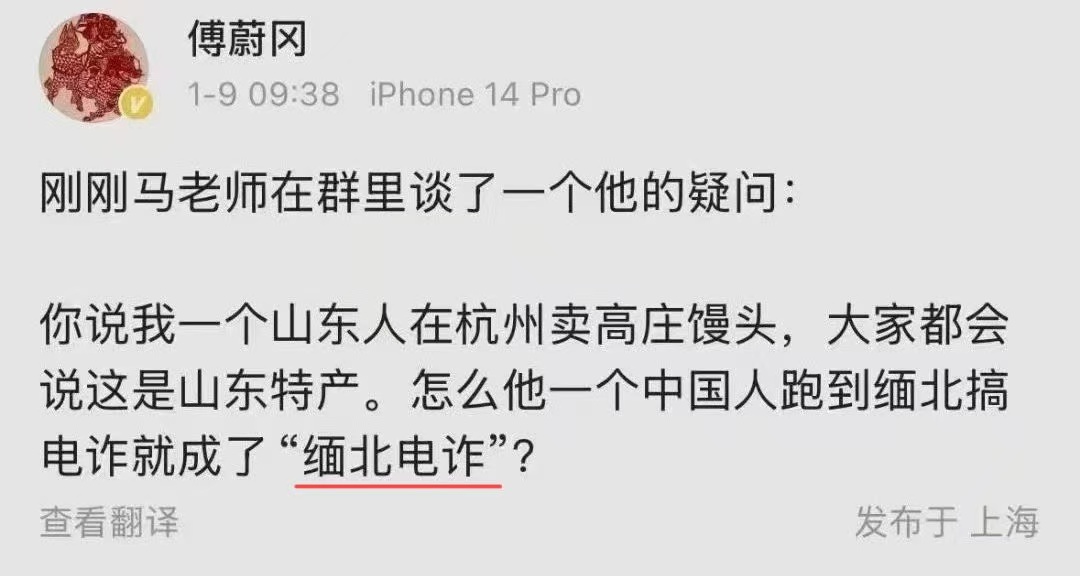 傅蔚冈
1-9 09:38 iPhone 14 Pro
刚刚马老师在群里谈了一个他的疑问：
你说我一个山东人在杭州卖高庄馒头，大家都会
说这是山东特产。怎么他一个中国人跑到缅北搞
电诈就成了“缅北电诈”？
查看翻译 发布于 上海